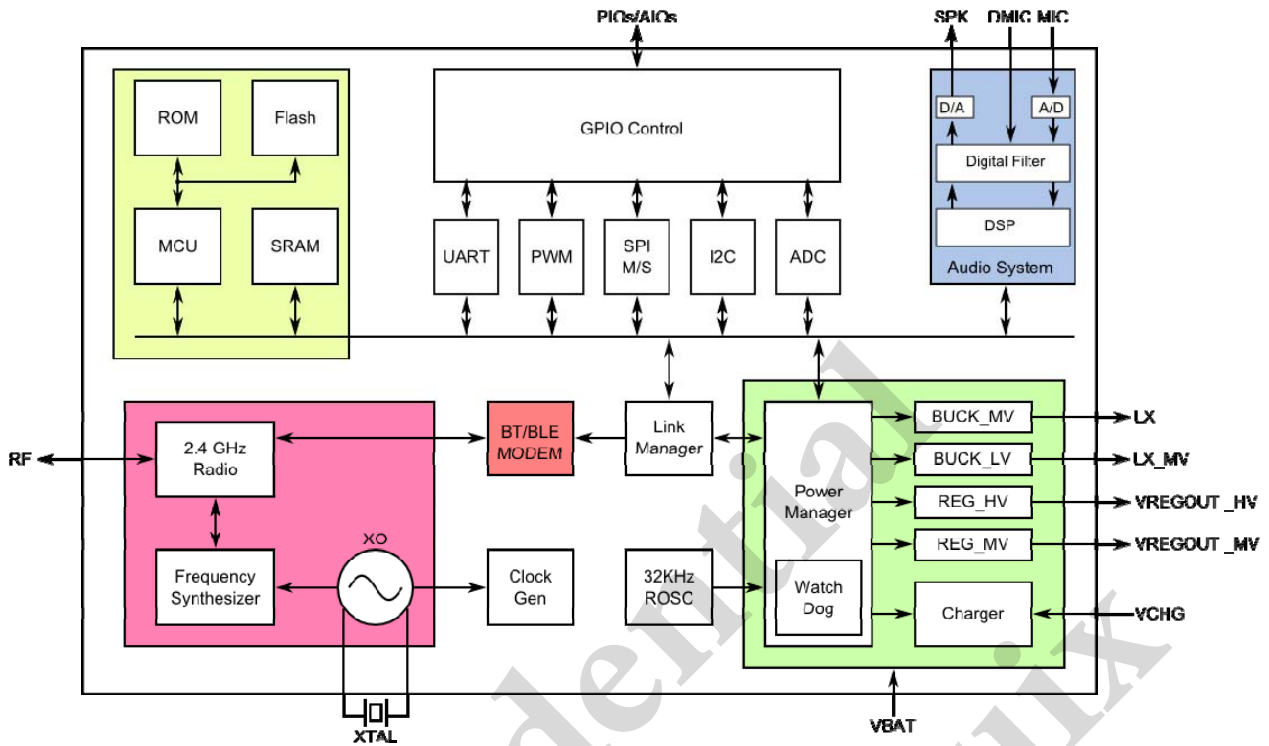 PIOs/AIOs
SPK DMIC MIC
ROM
Flash
GPIO Control
D/A
A/D
Digital Filter
MCU
SRAM
UART
PWM
SPI
M/S
I2C
ADC
DSP
Audio System
RF
2.4 GHz
Radio
BT/BLE
MODEM
Link
Manager
Power
Manager
BUCK_MV
LX
BUCK_LV
LX_MV
REG_HV
VREGOUT_HV
REG_MV
VREGOUT_MV
XO
Frequency
Synthesizer
Clock
Gen
32KHz
ROSC
Watch
Dog
Charger
VCHG
XTAL
VBAT